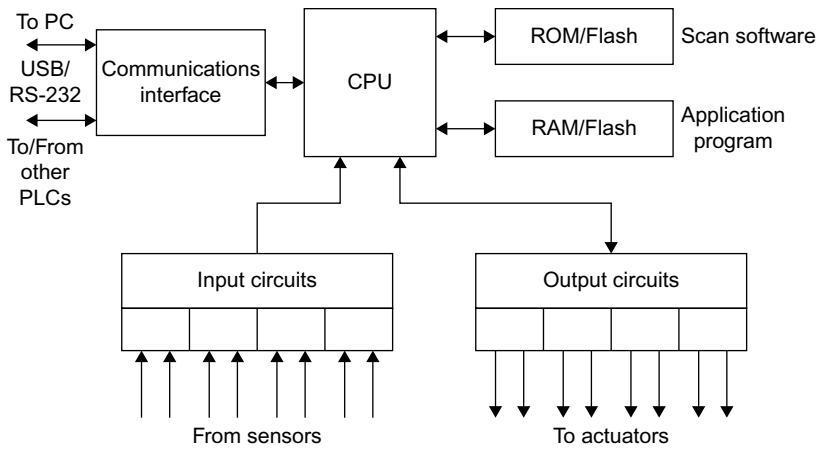 To PC
USB/
RS-232
To/From
other
PLCs
Communications
interface
CPU
ROM/Flash
Scan software
RAM/Flash
Application
program
Input circuits
Output circuits
From sensors
To actuators